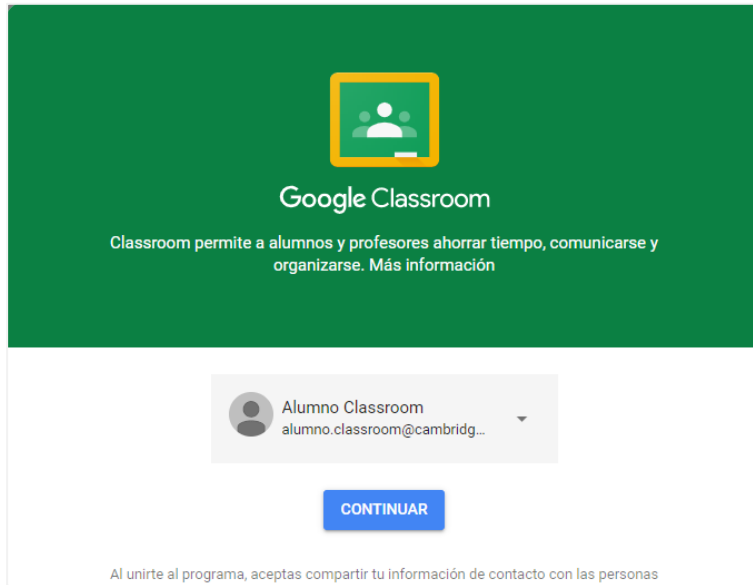 Google Classroom
Classroom permite a alumnos y profesores ahorrar tiempo, comunicarse y
organizarse. Más información
Alumno Classroom
alumno.classroom@cambridg...
CONTINUAR
Al unirte al programa, aceptas compartir tu información de contacto con las personas